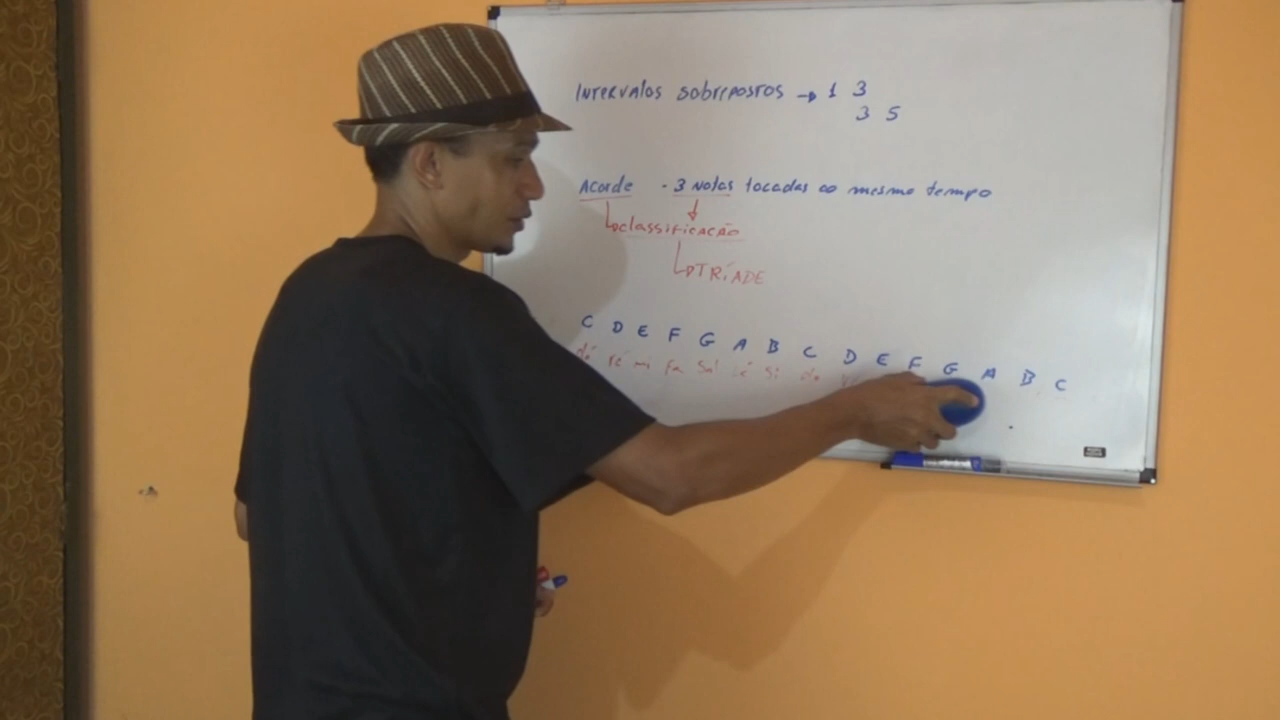 Intervalos sobrepostos → 1 3
3 5
Acorde - 3 Notas tocadas ao mesmo tempo
classificação
TRÍADE
C D E F G A B C D E F G A B C
dó ré mi fa Sol lá si do